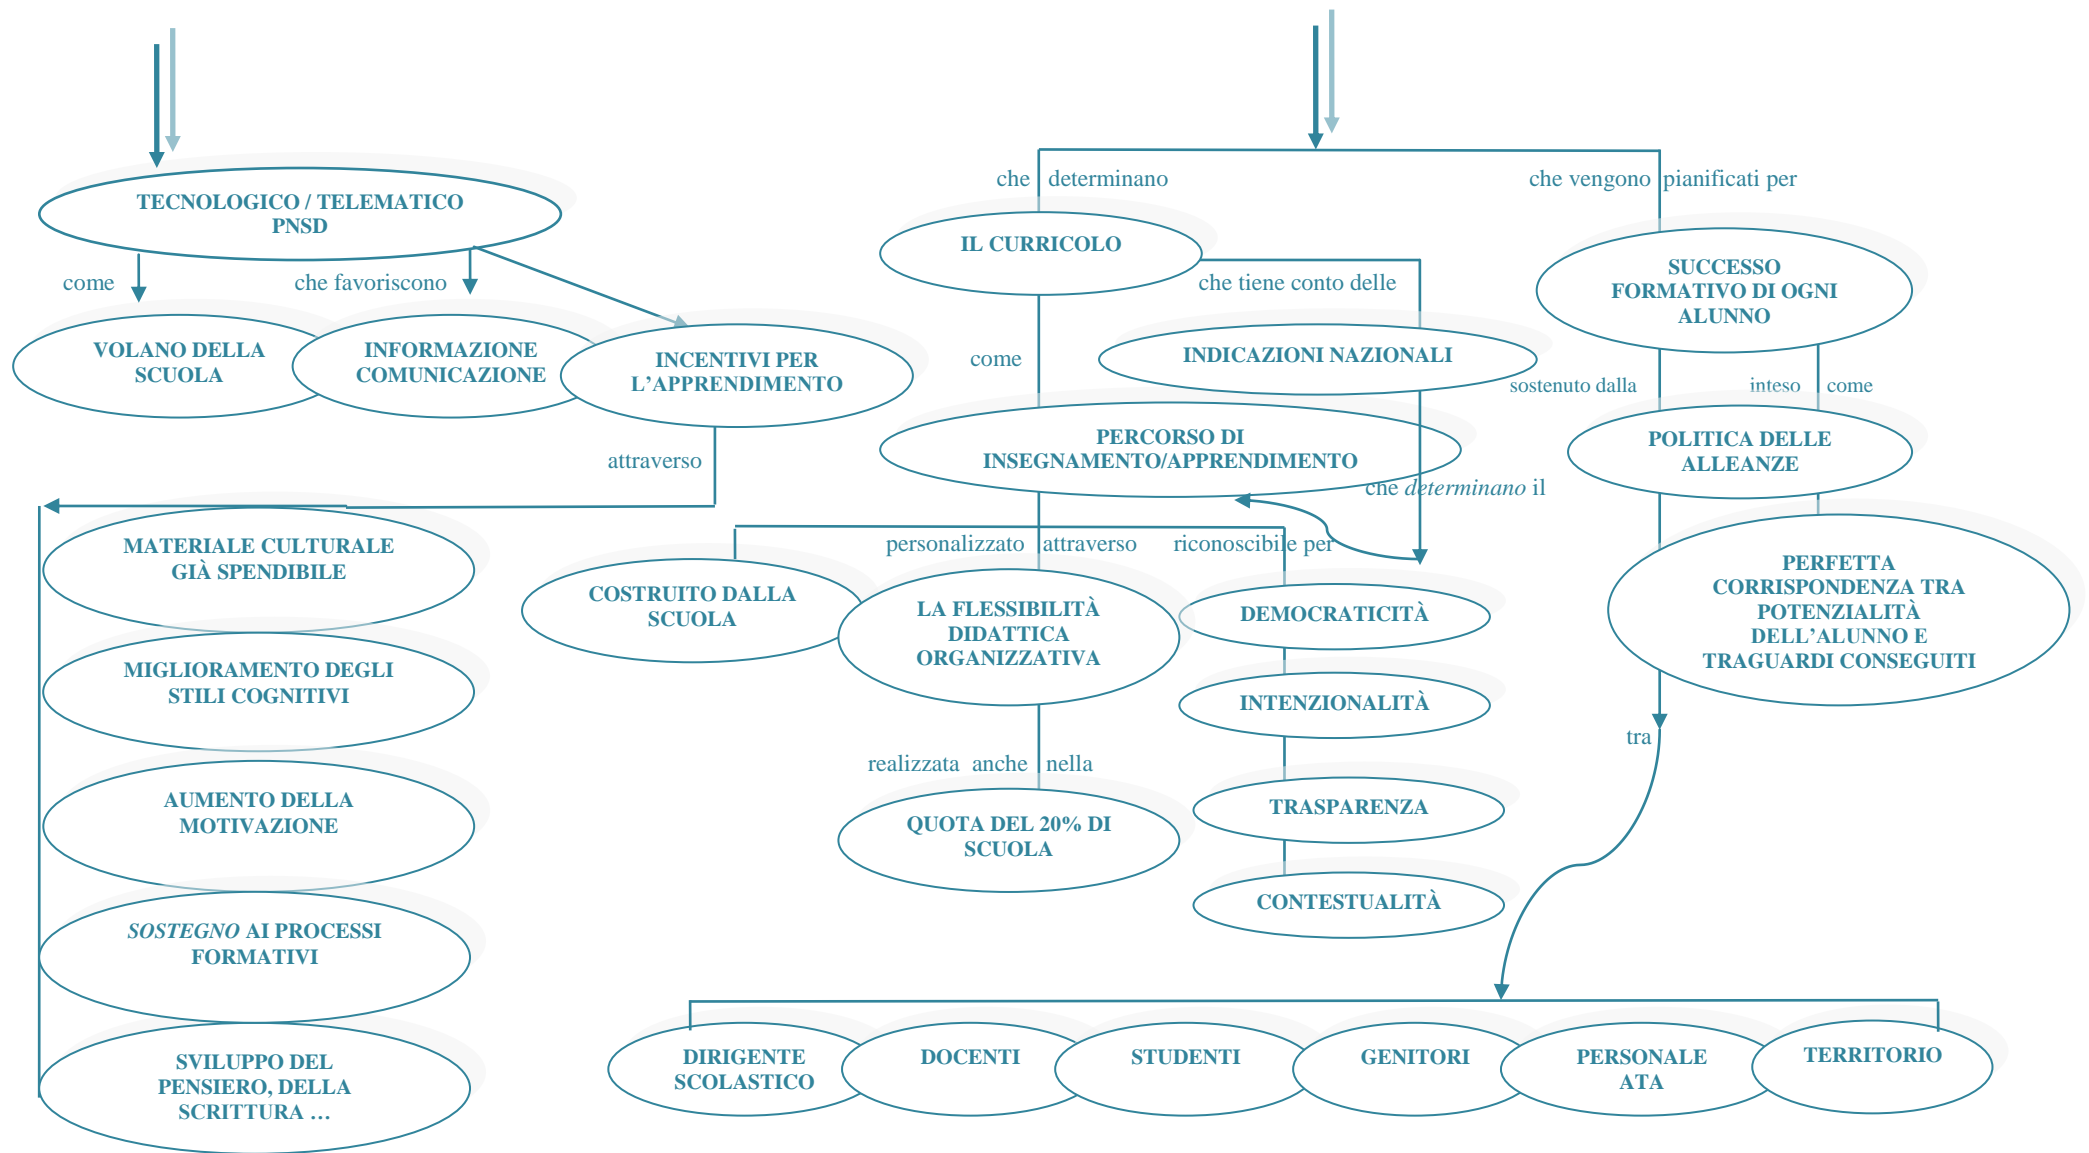 TECNOLOGICO / TELEMATICO
PNSD
come
che favoriscono
VOLANO DELLA
SCUOLA
INFORMAZIONE
COMUNICAZIONE
INCENTIVI PER
L’APPRENDIMENTO
attraverso
MATERIALE CULTURALE
GIÀ SPENDIBILE
MIGLIORAMENTO DEGLI
STILI COGNITIVI
AUMENTO DELLA
MOTIVAZIONE
SOSTEGNO AI PROCESSI
FORMATIVI
SVILUPPO DEL
PENSIERO, DELLA
SCRITTURA …
che determinano
IL CURRICOLO
che tiene conto delle
come
INDICAZIONI NAZIONALI
PERCORSO DI
INSEGNAMENTO/APPRENDIMENTO
che determinano il
personalizzato attraverso
riconoscibile per
COSTRUITO DALLA
SCUOLA
LA FLESSIBILITÀ
DIDATTICA
ORGANIZZATIVA
realizzata anche nella
QUOTA DEL 20% DI
SCUOLA
DEMOCRATICITÀ
INTENZIONALITÀ
TRASPARENZA
CONTESTUALITÀ
che vengono pianificati per
SUCCESSO
FORMATIVO DI OGNI
ALUNNO
sostenuto dalla
inteso come
POLITICA DELLE
ALLEANZE
PERFETTA
CORRISPONDENZA TRA
POTENZIALITÀ
DELL’ALUNNO E
TRAGUARDI CONSEGUITI
tra
DIRIGENTE
SCOLASTICO
DOCENTI
STUDENTI
GENITORI
PERSONALE
ATA
TERRITORIO